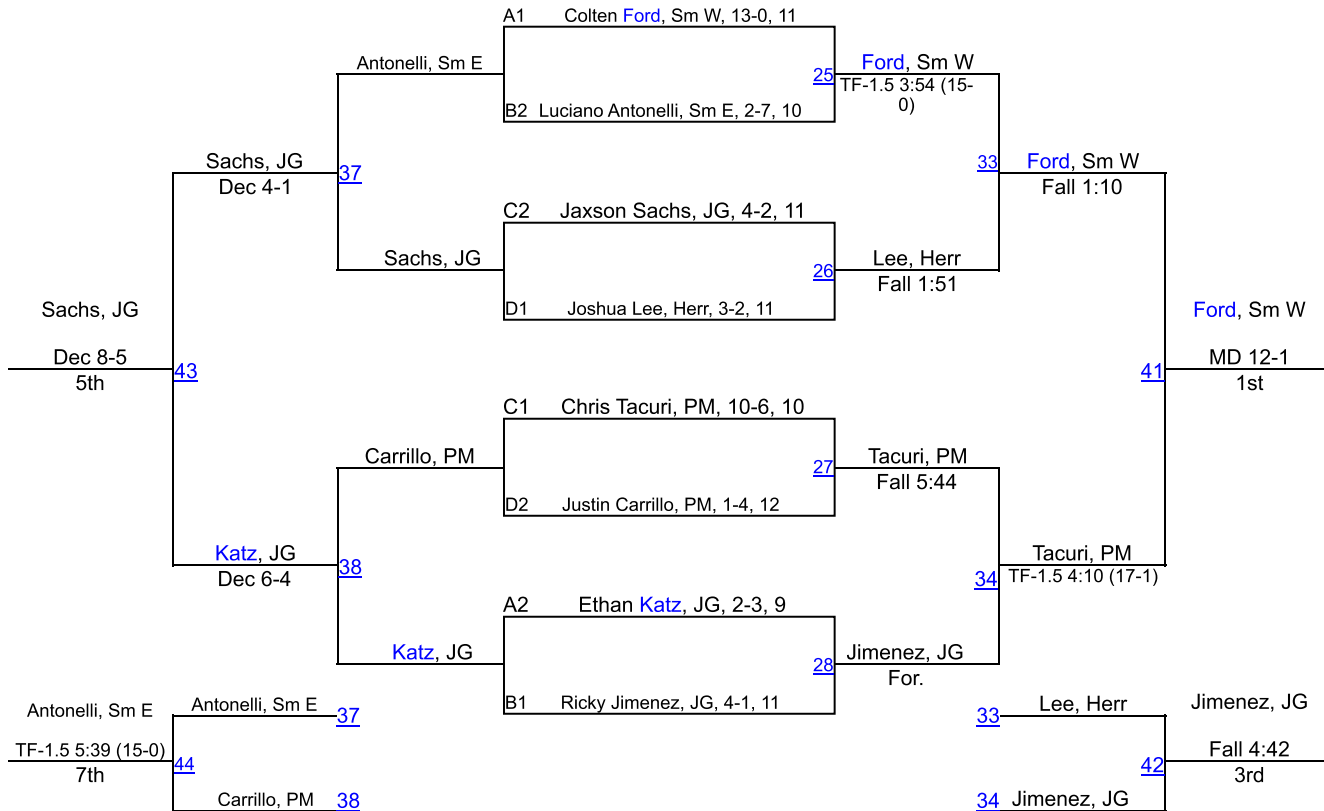 A1 Colten Ford, Sm W, 13-0, 11
Antonelli, Sm E
25
Ford, Sm W
TF-1.5 3:54 (15-
0)
B2 Luciano Antonelli, Sm E, 2-7, 10
Sachs, JG
Dec 4-1
37
33
Ford, Sm W
Fall 1:10
C2 Jaxson Sachs, JG, 4-2, 11
Sachs, JG
26
Lee, Herr
Fall 1:51
D1 Joshua Lee, Herr, 3-2, 11
Sachs, JG
Dec 8-5
5th
43
Ford, Sm W
41
MD 12-1
1st
C1 Chris Tacuri, PM, 10-6, 10
Carrillo, PM
27
Tacuri, PM
Fall 5:44
D2 Justin Carrillo, PM, 1-4, 12
Katz, JG
Dec 6-4
38
34
Tacuri, PM
TF-1.5 4:10 (17-1)
A2 Ethan Katz, JG, 2-3, 9
Katz, JG
28
Jimenez, JG
For.
B1 Ricky Jimenez, JG, 4-1, 11
Antonelli, Sm E
Antonelli, Sm E
37
33
Lee, Herr
Jimenez, JG
TF-1.5 5:39 (15-0)
7th
44
42
Fall 4:42
3rd
Carrillo, PM
38
34
Jimenez, JG